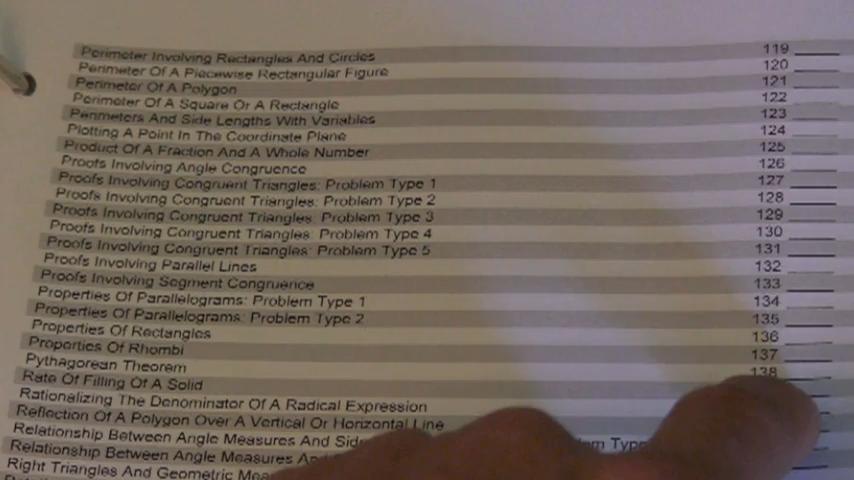 Perimeter Involving Rectangles And Circles 119
Perimeter Of A Piecewise Rectangular Figure 120
Perimeter Of A Polygon 121
Perimeter Of A Square Or A Rectangle 122
Perimeters And Side Lengths With Variables 123
Plotting A Point In The Coordinate Plane 124
Product Of A Fraction And A Whole Number 125
Proofs Involving Angle Congruence 126
Proofs Involving Congruent Triangles: Problem Type 1 127
Proofs Involving Congruent Triangles: Problem Type 2 128
Proofs Involving Congruent Triangles: Problem Type 3 129
Proofs Involving Congruent Triangles: Problem Type 4 130
Proofs Involving Congruent Triangles: Problem Type 5 131
Proofs Involving Parallel Lines 132
Proofs Involving Segment Congruence 133
Properties Of Parallelograms: Problem Type 1 134
Properties Of Parallelograms: Problem Type 2 135
Properties Of Rectangles 136
Properties Of Rhombi 137
Pythagorean Theorem 138
Rate Of Filling Of A Solid
Rationalizing The Denominator Of A Radical Expression
Reflection Of A Polygon Over A Vertical Or Horizontal Line
Relationship Between Angle Measures And Type
Relationship Between Angle Measures
Right Triangles And Geometric